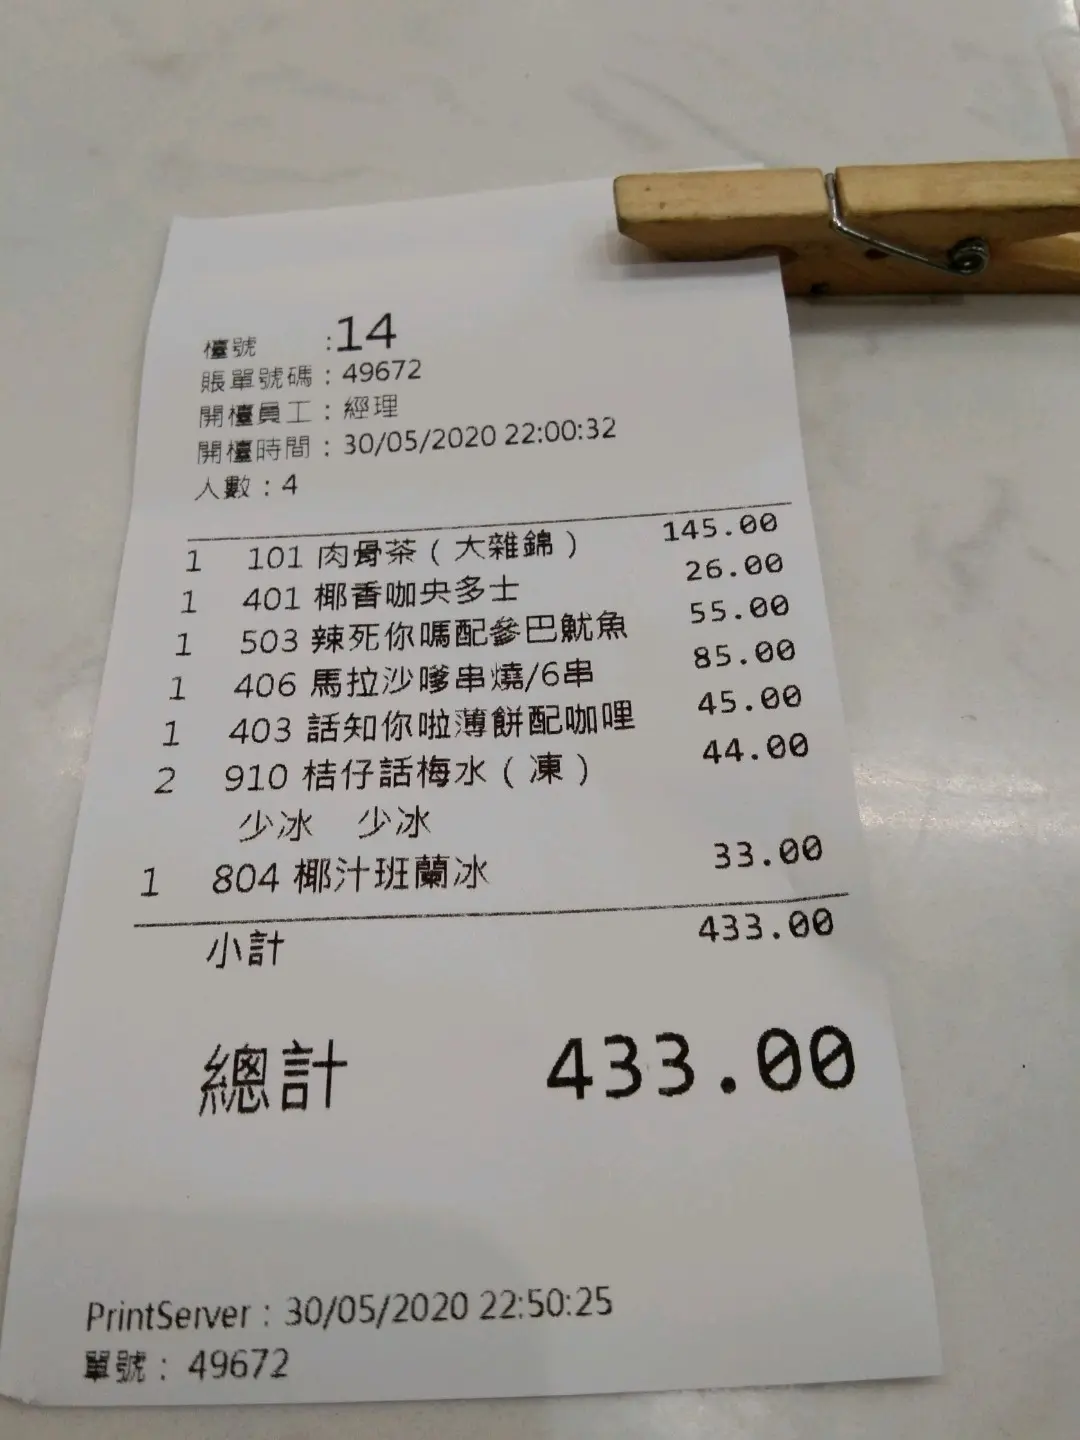 檯號 :14
賬單號碼：49672
開檯員工：經理
開檯時間：30/05/2020 22:00:32
人數：4
1 101 肉骨茶（大雜錦） 145.00
1 401 椰香咖央多士 26.00
1 503 辣死你嗎配參巴魷魚 55.00
1 406 馬拉沙嗲串燒/6串 85.00
1 403 話知你啦薄餅配咖哩 45.00
2 910 桔仔話梅水（凍） 44.00
少冰 少冰
1 804 椰汁班蘭冰 33.00
小計 433.00
總計 433.00
PrintServer : 30/05/2020 22:50:25
單號： 49672